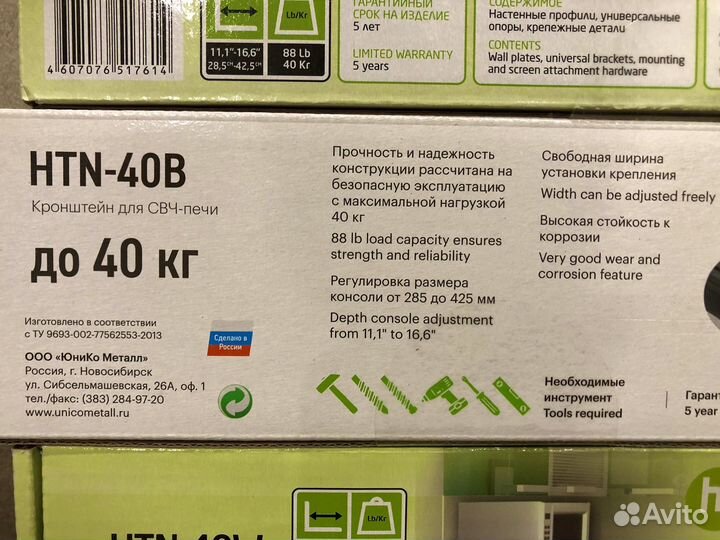 Lb/Kr
ГАРАНТИЙНЫЙ
СРОК НА ИЗДЕЛИЕ
5 лет
СОДЕРЖИМОЕ
Настенные профили, универсальные
опоры, крепежные детали
11,1"-16,6"
28,5см-42,5см
88 Lb
40 Кг
LIMITED WARRANTY
5 years
CONTENTS
Wall plates, universal brackets, mounting
and screen attachment hardware
4 607076 517614
HTN-40B
Кронштейн для СВЧ-печи
до 40 кг
Изготовлено в соответствии
с ТУ 9693-002-77562553-2013
ООО «ЮниКо Металл»
Россия, г. Новосибирск
ул. Сибсельмашевская, 26А, оф. 1
тел./факс: (383) 284-97-20
www.unicometall.ru
Сделано в
России
Прочность и надежность
конструкции рассчитана на
безопасную эксплуатацию
с максимальной нагрузкой
40 кг
88 lb load capacity ensures
strength and reliability
Регулировка размера
консоли от 285 до 425 мм
Depth console adjustment
from 11,1" to 16,6"
Свободная ширина
установки крепления
Width can be adjusted freely
Высокая стойкость к
коррозии
Very good wear and
corrosion feature
Необходимые
инструмент
Tools required
Гарант
5 year
Lb/Kr
Avito